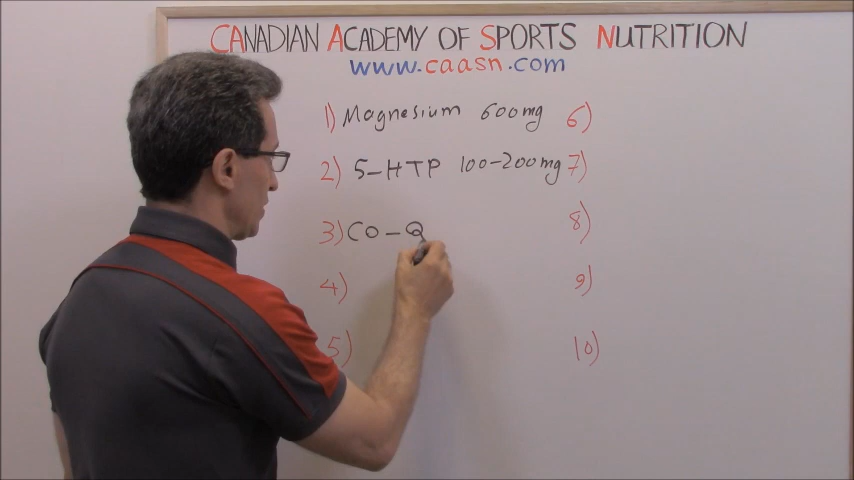 CANADIAN ACADEMY OF SPORTS NUTRITION
www.caasn.com
1) Magnesium 600mg
2) 5-HTP 100-200mg
3) CO-Q
4)
5)
6)
7)
8)
9)
10)